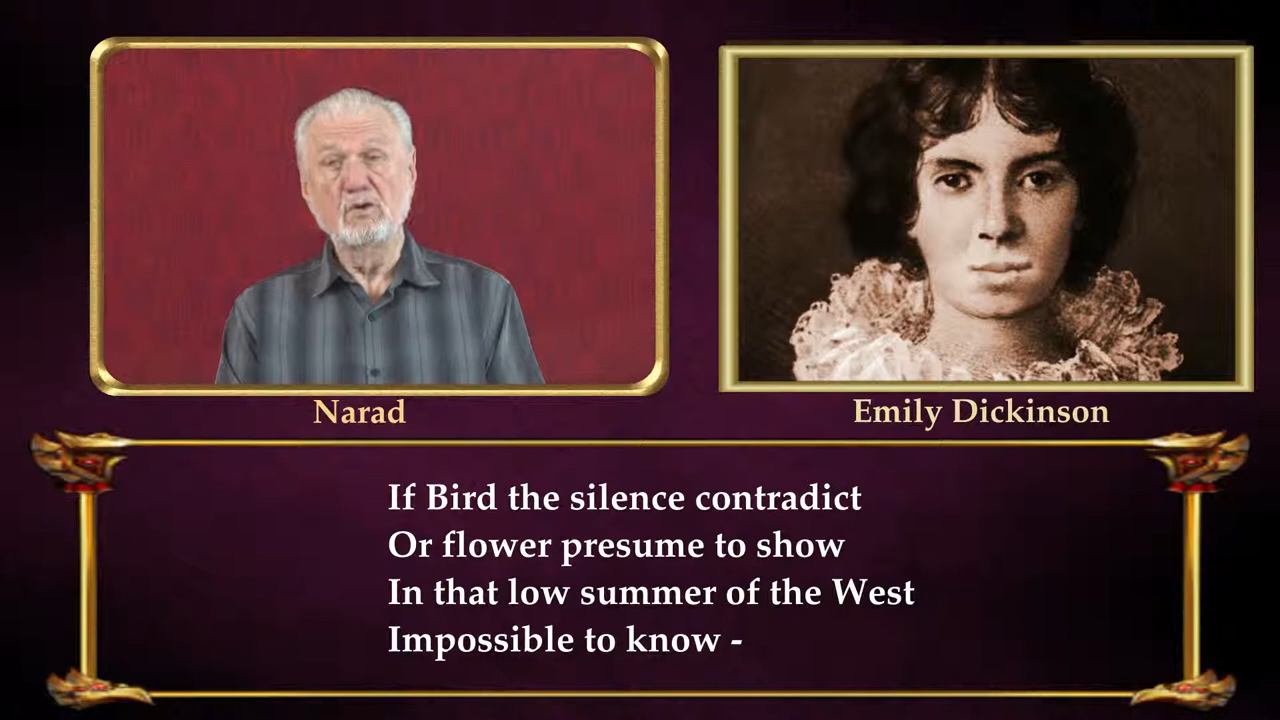 Narad
Emily Dickinson
If Bird the silence contradict
Or flower presume to show
In that low summer of the West
Impossible to know -